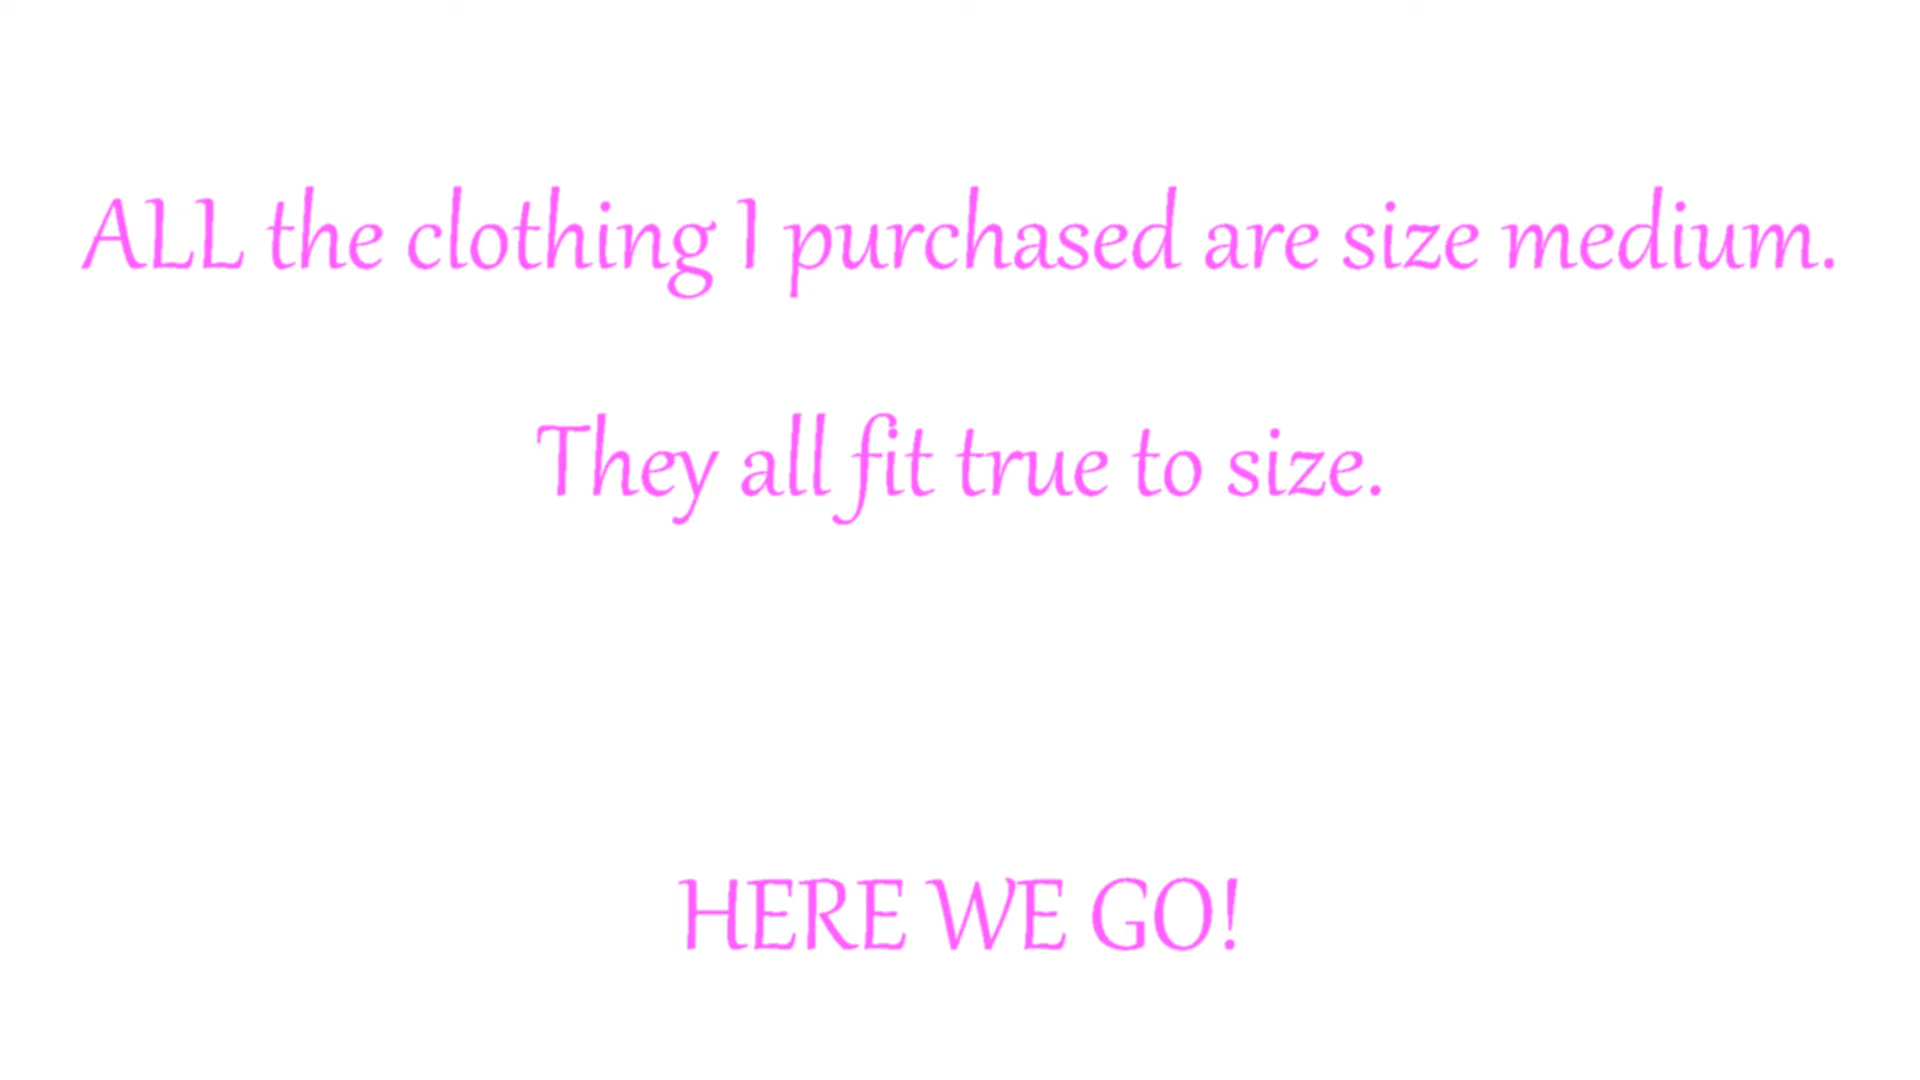 ALL the clothing I purchased are size medium.
They all fit true to size.
HERE WE GO!